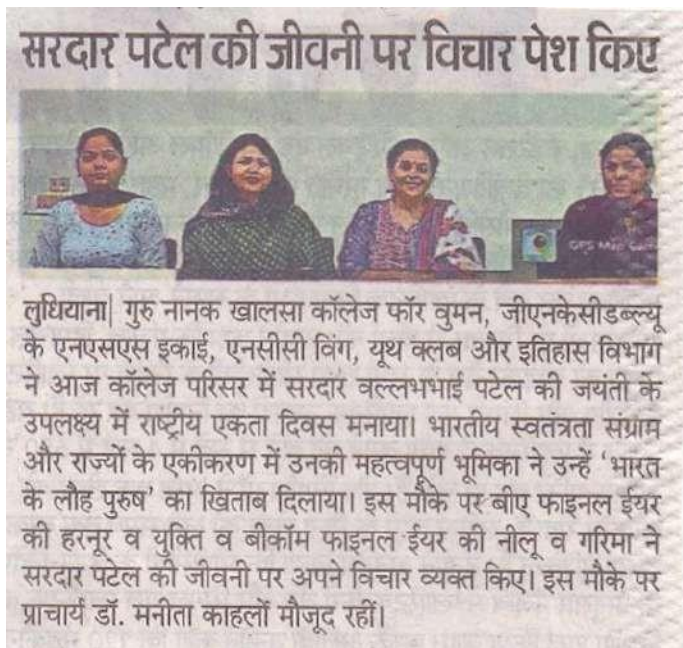 सरदार पटेल की जीवनी पर विचार पेश किए
GPS Map Cam
लुधियाना| गुरु नानक खालसा कॉलेज फॉर वुमन, जीएनकेसीडब्ल्यू
के एनएसएस इकाई, एनसीसी विंग, यूथ क्लब और इतिहास विभाग
ने आज कॉलेज परिसर में सरदार वल्लभभाई पटेल की जयंती के
उपलक्ष्य में राष्ट्रीय एकता दिवस मनाया। भारतीय स्वतंत्रता संग्राम
और राज्यों के एकीकरण में उनकी महत्वपूर्ण भूमिका ने उन्हें 'भारत
के लौह पुरुष' का खिताब दिलाया। इस मौके पर बीए फाइनल ईयर
की हरनूर व युक्ति व बीकॉम फाइनल ईयर की नीलू व गरिमा ने
सरदार पटेल की जीवनी पर अपने विचार व्यक्त किए। इस मौके पर
प्राचार्य डॉ. मनीता काहलों मौजूद रहीं।